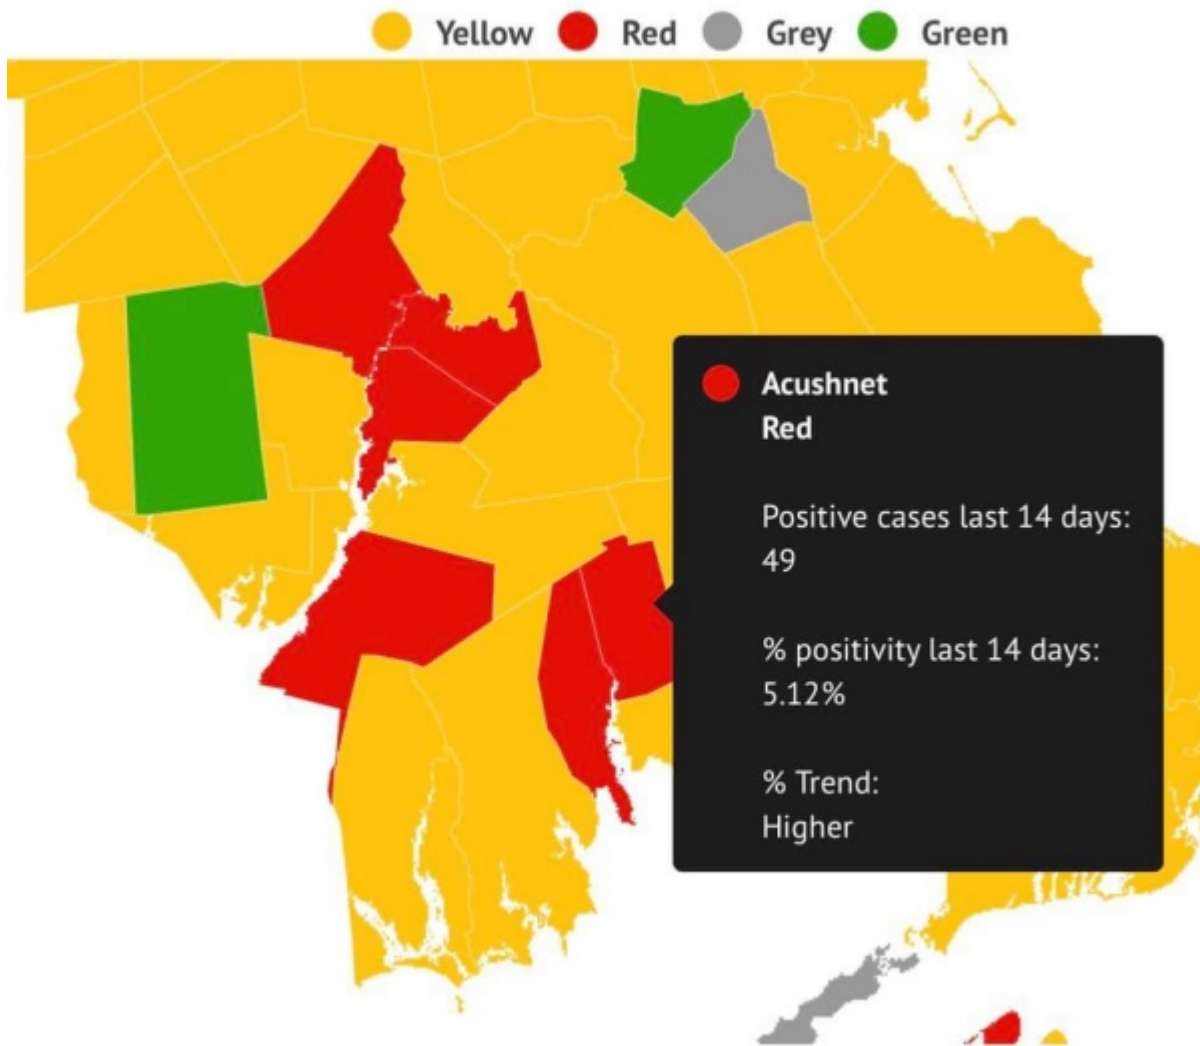 Yellow Red Grey Green
Acushnet
Red
Positive cases last 14 days:
49
% positivity last 14 days:
5.12%
% Trend:
Higher